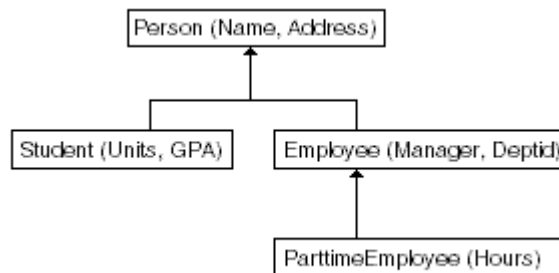 Person (Name, Address)
Student (Units, GPA)
Employee (Manager, Deptid)
ParttimeEmployee (Hours)